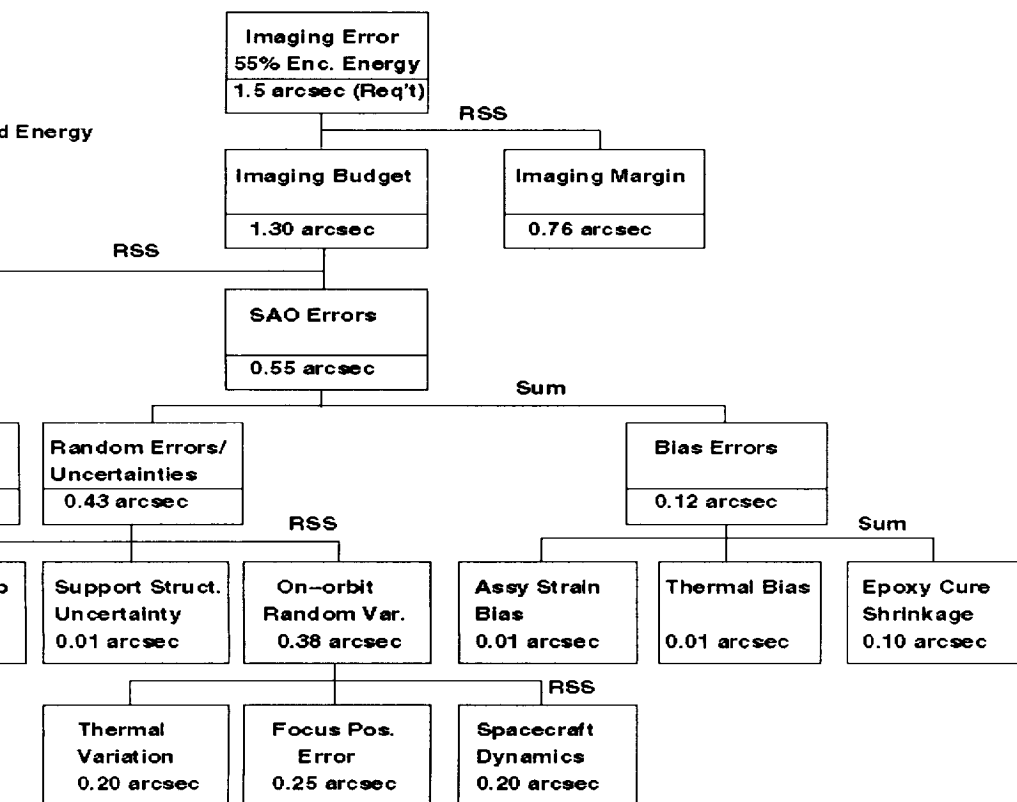 Imaging Error
55% Enc. Energy
1.5 arcsec (Req't)
RSS
d Energy
Imaging Budget
1.30 arcsec
Imaging Margin
0.76 arcsec
RSS
SAO Errors
0.55 arcsec
Sum
Random Errors/
Uncertainties
0.43 arcsec
Bias Errors
0.12 arcsec
RSS
Sum
Support Struct.
Uncertainty
0.01 arcsec
On-orbit
Random Var.
0.38 arcsec
Assy Strain
Bias
0.01 arcsec
Thermal Bias
0.01 arcsec
Epoxy Cure
Shrinkage
0.10 arcsec
RSS
Thermal
Variation
0.20 arcsec
Focus Pos.
Error
0.25 arcsec
Spacecraft
Dynamics
0.20 arcsec